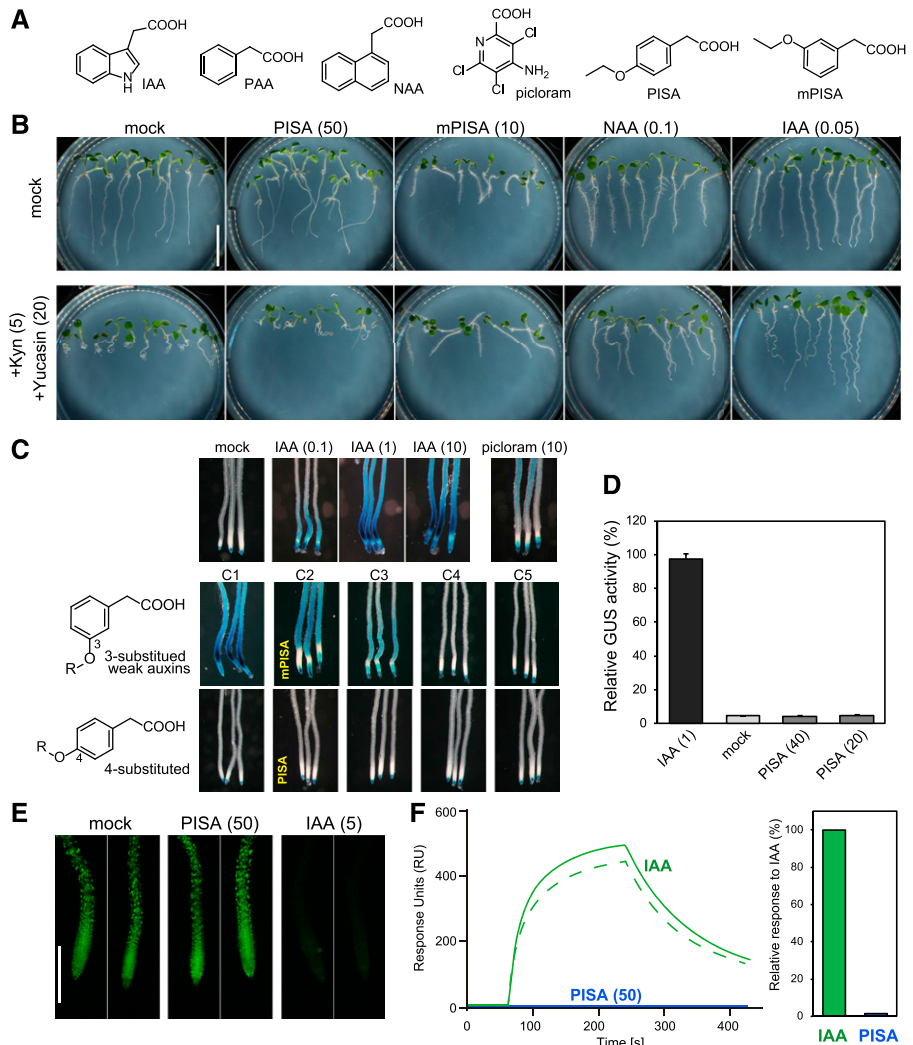 A
COOH
N
H
IAA
COOH
PAA
COOH
NAA
COOH
N
Cl
Cl
NH2
Cl
picloram
COOH
O
PISA
O
COOH
mPISA
B
mock
PISA (50)
mPISA (10)
NAA (0.1)
IAA (0.05)
mock
+Kyn (5)
+Yucasin (20)
C
mock
IAA (0.1)
IAA (1)
IAA (10)
picloram (10)
C1
C2
C3
C4
C5
COOH
3
O
R
3-substitued
weak auxins
mPISA
COOH
R
O
4
4-substituted
PISA
D
Relative GUS activity (%)
120
100
80
60
40
20
0
IAA (1)
mock
PISA (40)
PISA (20)
E
mock
PISA (50)
IAA (5)
F
Response Units (RU)
600
400
200
0
IAA
PISA (50)
0
100
200
300
400
Time [s]
Relative response to IAA (%)
100
80
60
40
20
0
IAA
PISA